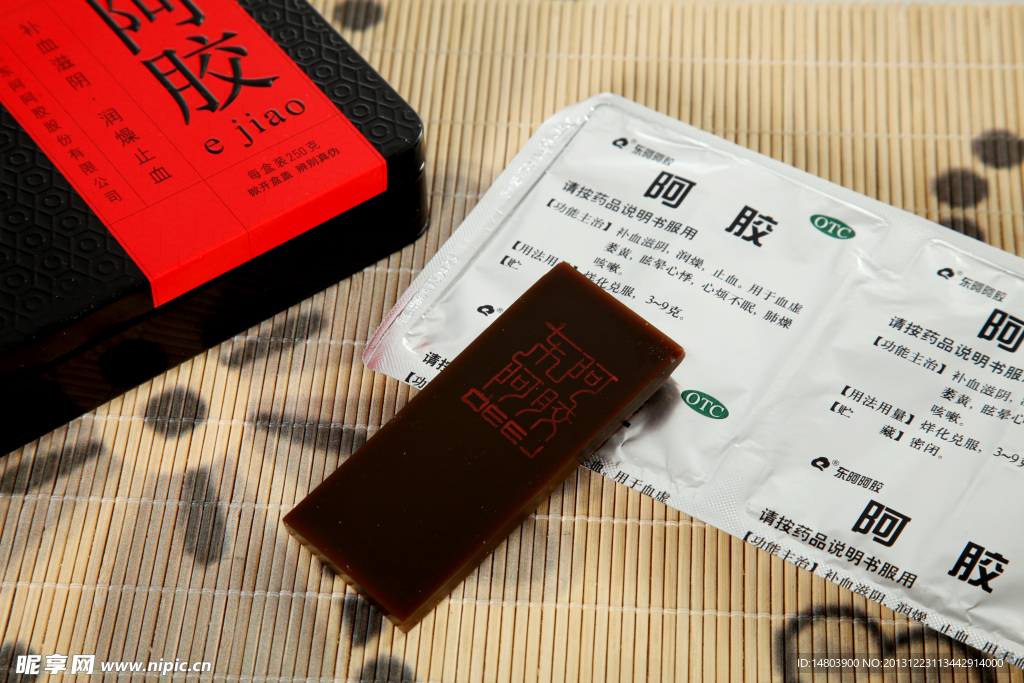 阿胶
e jiao
补血滋阴·润燥止血
东阿阿胶股份有限公司
每盒装250克
掀开盒盖 辨别真伪
东阿阿胶
阿胶
OTC
请按药品说明书服用
【功能主治】补血滋阴，润燥，止血。用于血虚
萎黄，眩晕心悸，心烦不眠，肺燥
咳嗽。
【用法用
烊化兑服，3~9克。
【贮
请按
OTC
用于血虚
东阿
阿胶
DEEJ
东阿阿胶
阿
请按药品说明书服用
【功能主治】补血滋阴，
萎黄，眩晕心
咳嗽。
【用法用量】烊化兑服，3~9
【贮 藏】密闭。
东阿阿胶
阿胶
请按药品说明书服用
【功能主治】补血滋阴，润燥，止血。用于
昵享网 www.nipic.cn
ID:14803900 NO:20131223113442914000